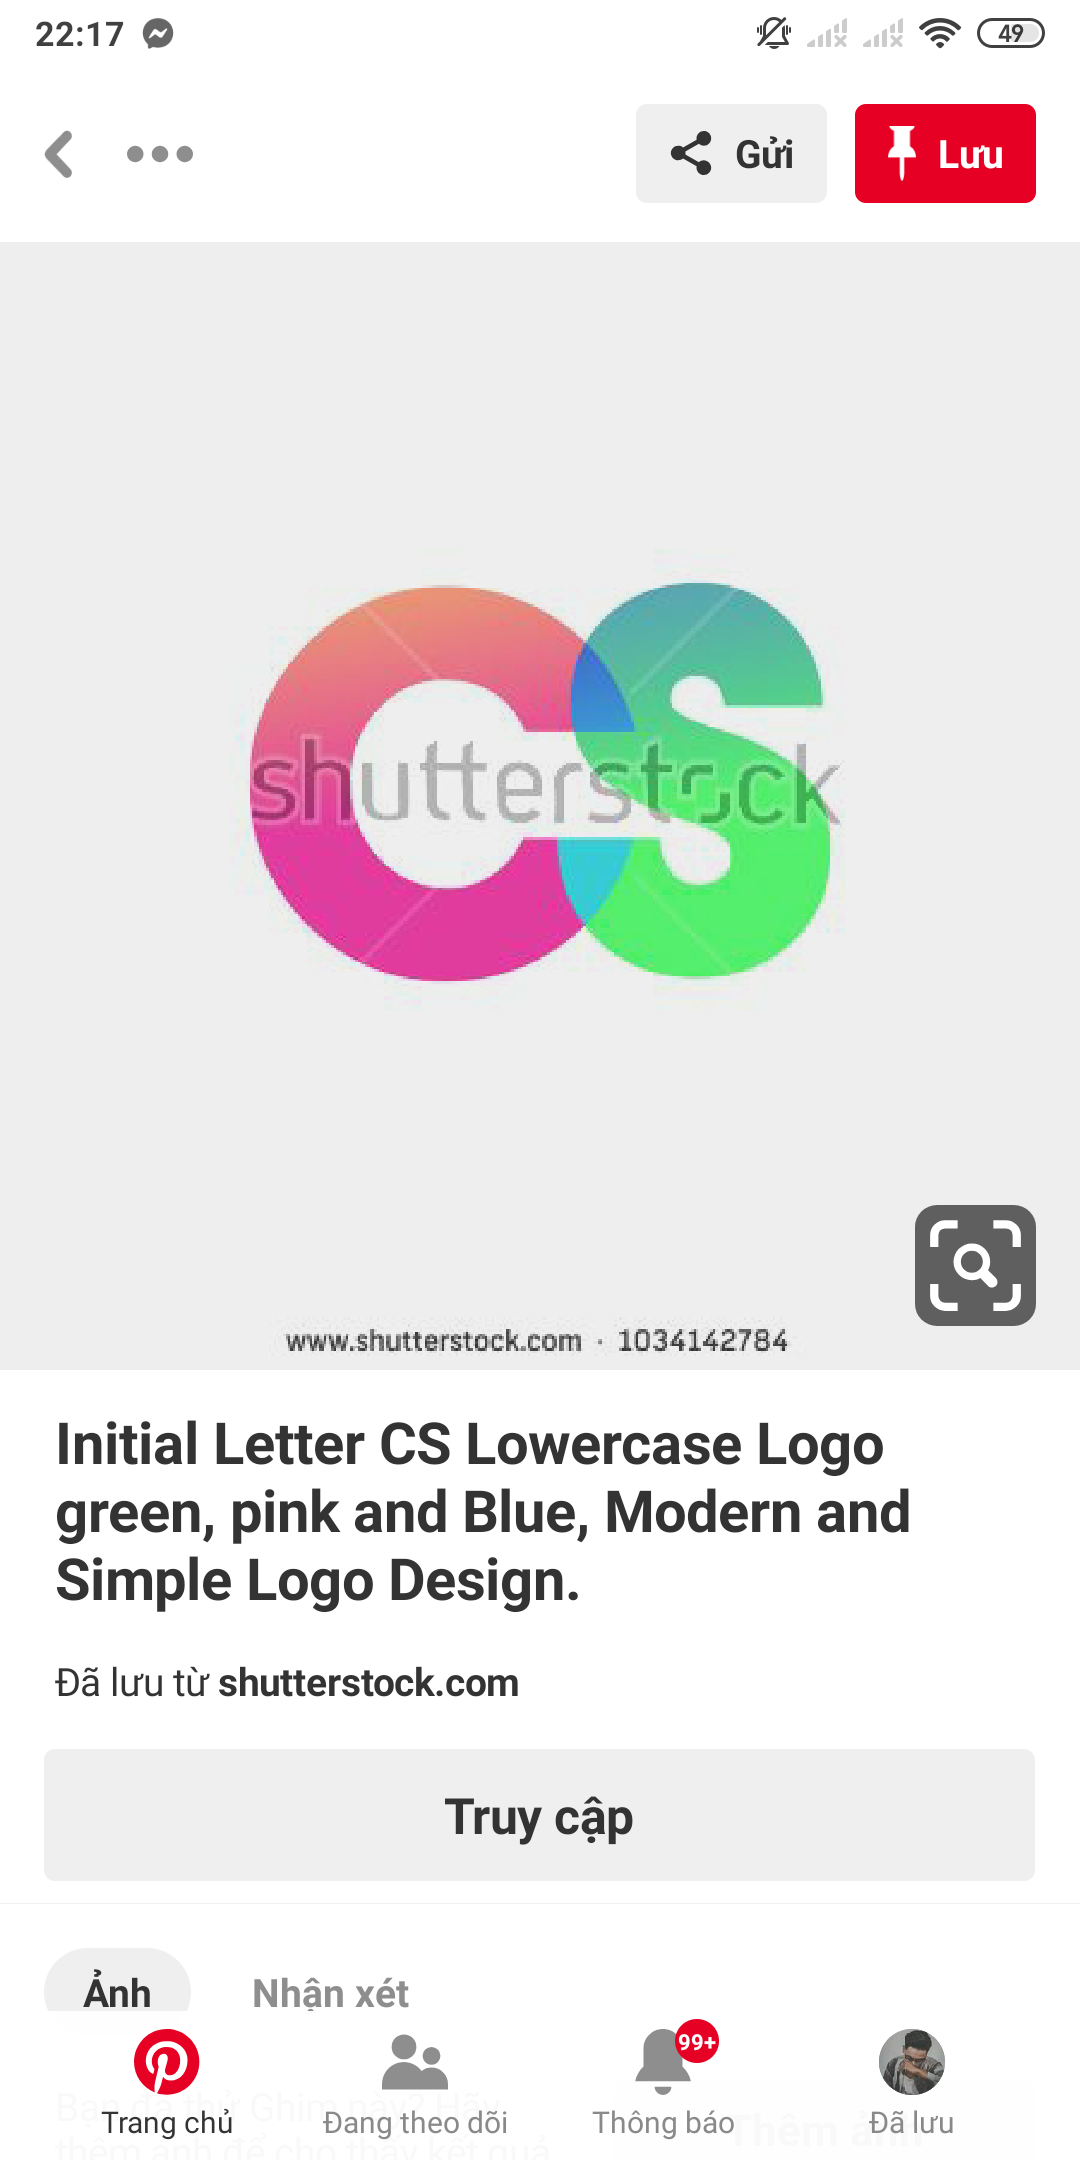 22:17
49
Gửi
Lưu
cs
shutterstock
www.shutterstock.com · 1034142784
Initial Letter CS Lowercase Logo
green, pink and Blue, Modern and
Simple Logo Design.
Đã lưu từ shutterstock.com
Truy cập
Ảnh
Nhận xét
99+
Bạn đã thử Ghim này? Hãy
thêm ảnh để cho thấy kết quả
Thêm ảnh
Trang chủ
Đang theo dõi
Thông báo
Đã lưu